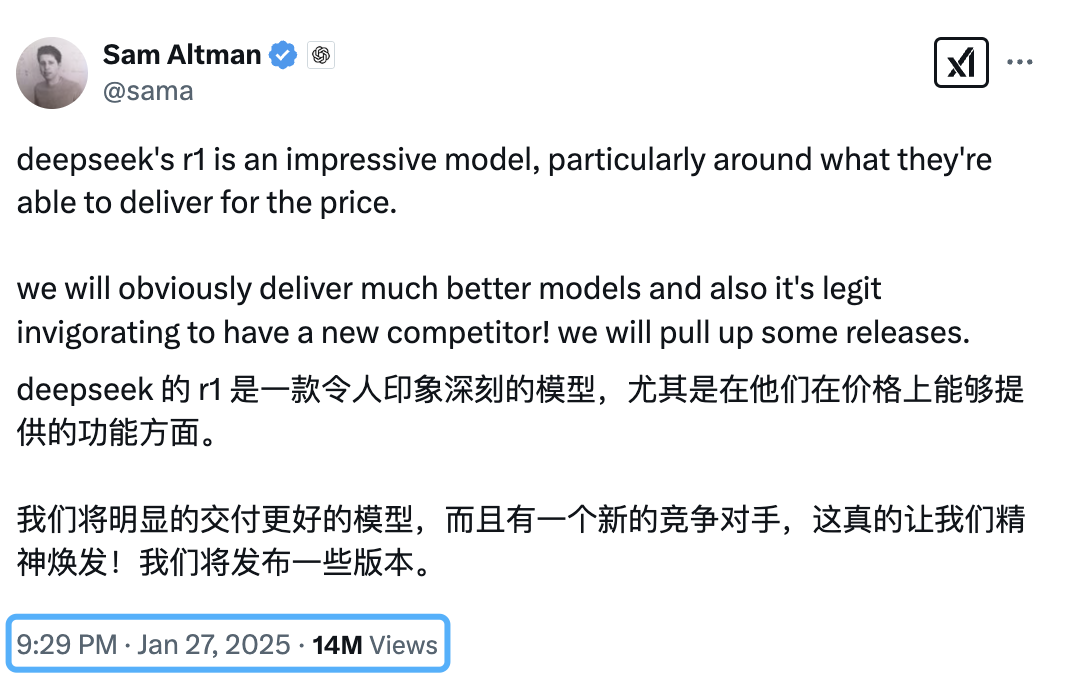 Sam Altman
@sama
deepseek's r1 is an impressive model, particularly around what they're
able to deliver for the price.
we will obviously deliver much better models and also it's legit
invigorating to have a new competitor! we will pull up some releases.
deepseek 的 r1 是一款令人印象深刻的模型，尤其是在他们在价格上能够提
供的功能方面。
我们将明显的交付更好的模型，而且有一个新的竞争对手，这真的让我们精
神焕发！我们将发布一些版本。
9:29 PM · Jan 27, 2025 · 14M Views